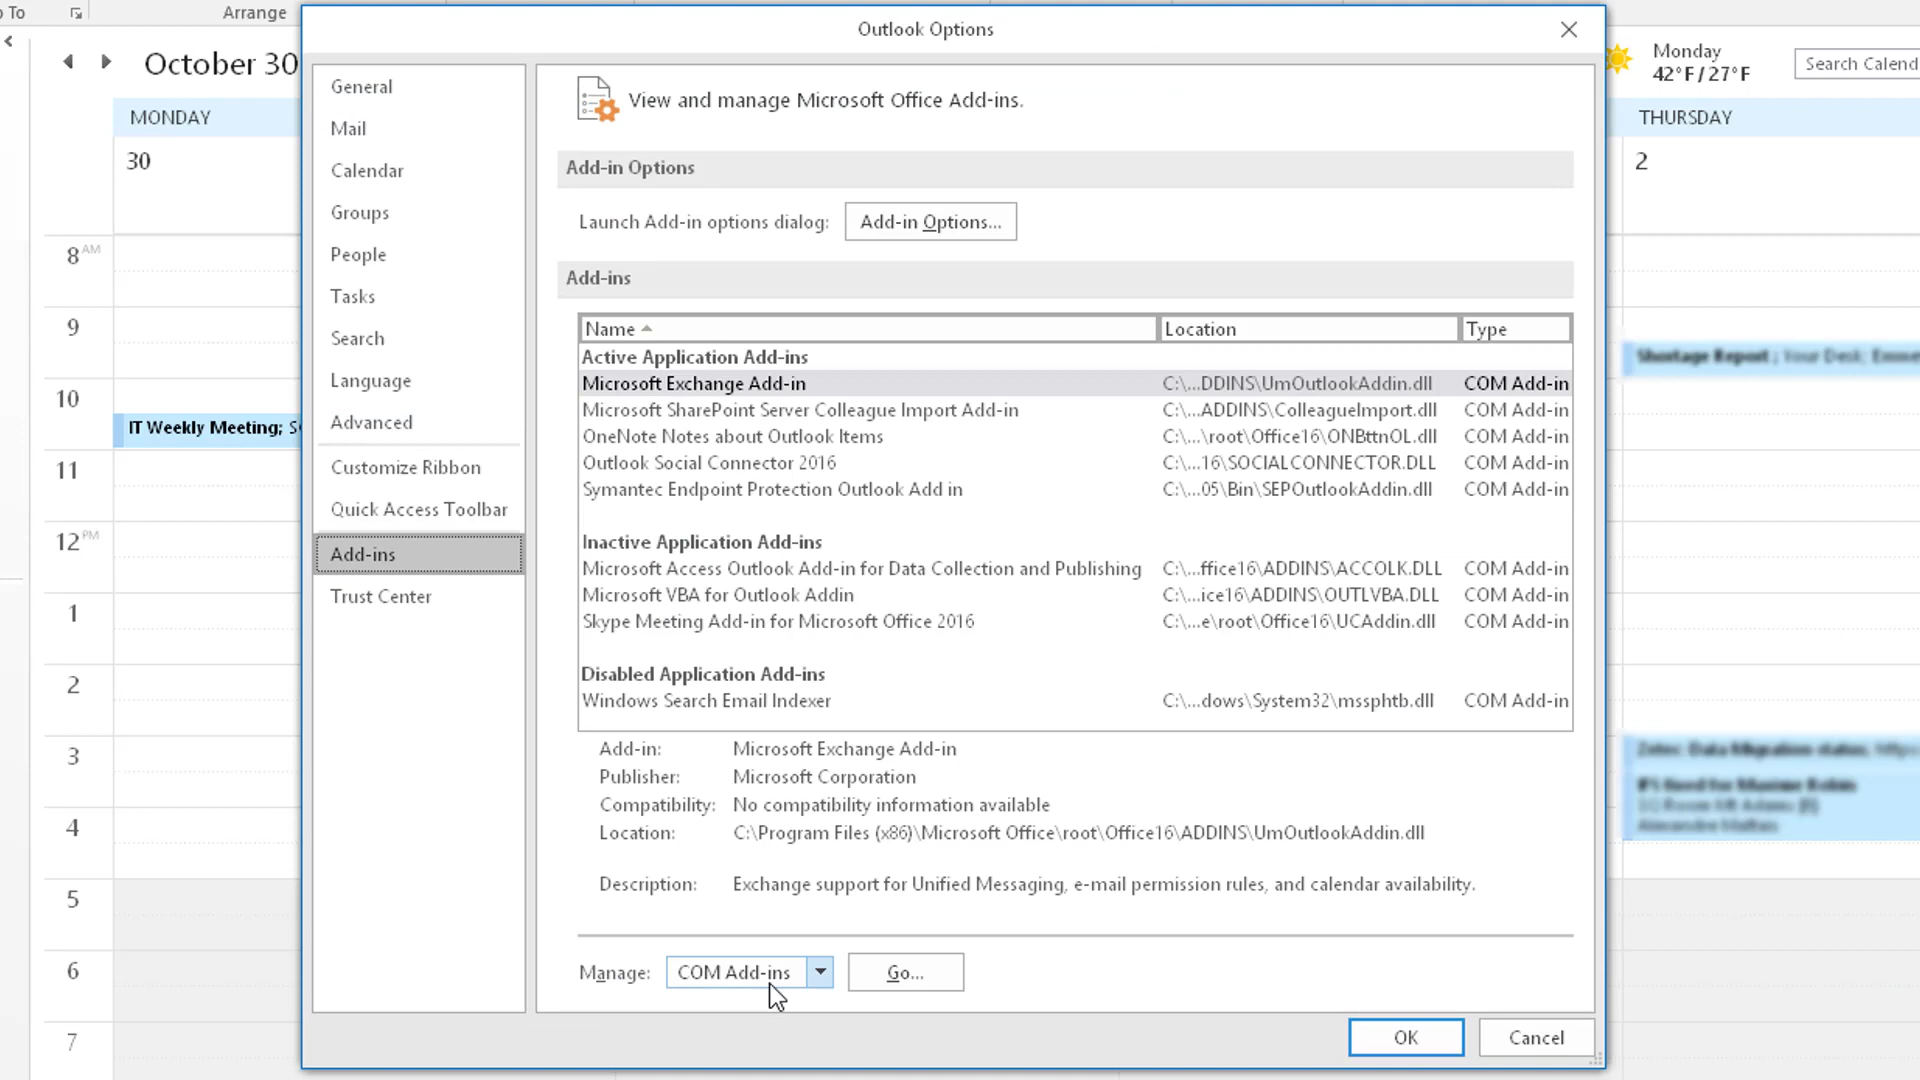 o To
Arrange
Outlook Options
October 30
Monday
42°F / 27°F
Search Calend
MONDAY
THURSDAY
30
2
8 AM
9
10
IT Weekly Meeting;
11
12 PM
1
2
3
4
5
6
7
General
Mail
Calendar
Groups
People
Tasks
Search
Language
Advanced
Customize Ribbon
Quick Access Toolbar
Add-ins
Trust Center
View and manage Microsoft Office Add-ins.
Add-in Options
Launch Add-in options dialog: Add-in Options...
Add-ins
Name Location Type
Active Application Add-ins
Microsoft Exchange Add-in C:\...DDINS\UmOutlookAddin.dll COM Add-in
Microsoft SharePoint Server Colleague Import Add-in C:\...ADDINS\ColleagueImport.dll COM Add-in
OneNote Notes about Outlook Items C:\...\root\Office16\ONBttnOL.dll COM Add-in
Outlook Social Connector 2016 C:\...16\SOCIALCONNECTOR.DLL COM Add-in
Symantec Endpoint Protection Outlook Add in C:\...05\Bin\SEPOutlookAddin.dll COM Add-in
Inactive Application Add-ins
Microsoft Access Outlook Add-in for Data Collection and Publishing C:\...ffice16\ADDINS\ACCOLK.DLL COM Add-in
Microsoft VBA for Outlook Addin C:\...ice16\ADDINS\OUTLVBA.DLL COM Add-in
Skype Meeting Add-in for Microsoft Office 2016 C:\...e\root\Office16\UCAddin.dll COM Add-in
Disabled Application Add-ins
Windows Search Email Indexer C:\...dows\System32\mssphtb.dll COM Add-in
Add-in: Microsoft Exchange Add-in
Publisher: Microsoft Corporation
Compatibility: No compatibility information available
Location: C:\Program Files (x86)\Microsoft Office\root\Office16\ADDINS\UmOutlookAddin.dll
Description: Exchange support for Unified Messaging, e-mail permission rules, and calendar availability.
Manage: COM Add-ins Go...
OK Cancel
Shortage Report ; Your Desk;
Data Migration status;